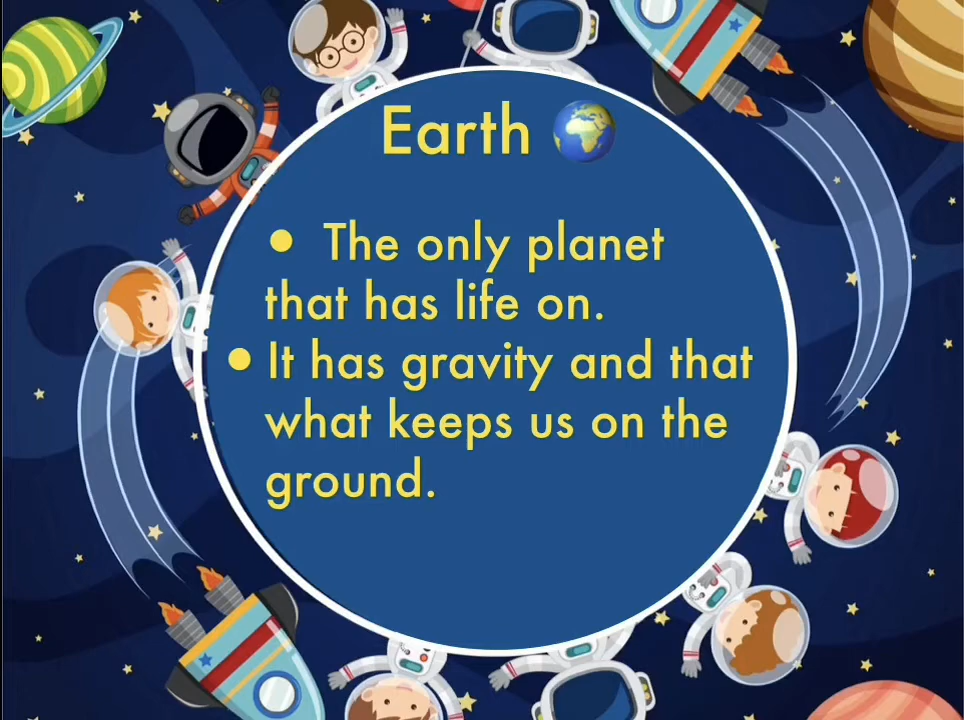 Earth 🌍
• The only planet
that has life on.
• It has gravity and that
what keeps us on the
ground.